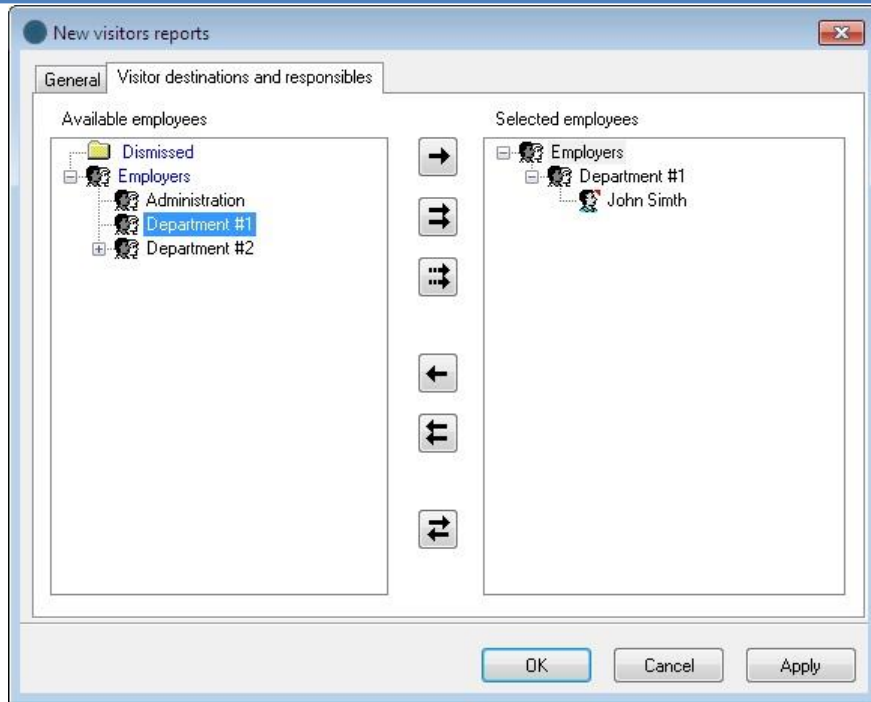 New visitors reports
General
Visitor destinations and responsibles
Available employees
Dismissed
Employers
Administration
Department #1
Department #2
Selected employees
Employers
Department #1
John Simth
OK
Cancel
Apply